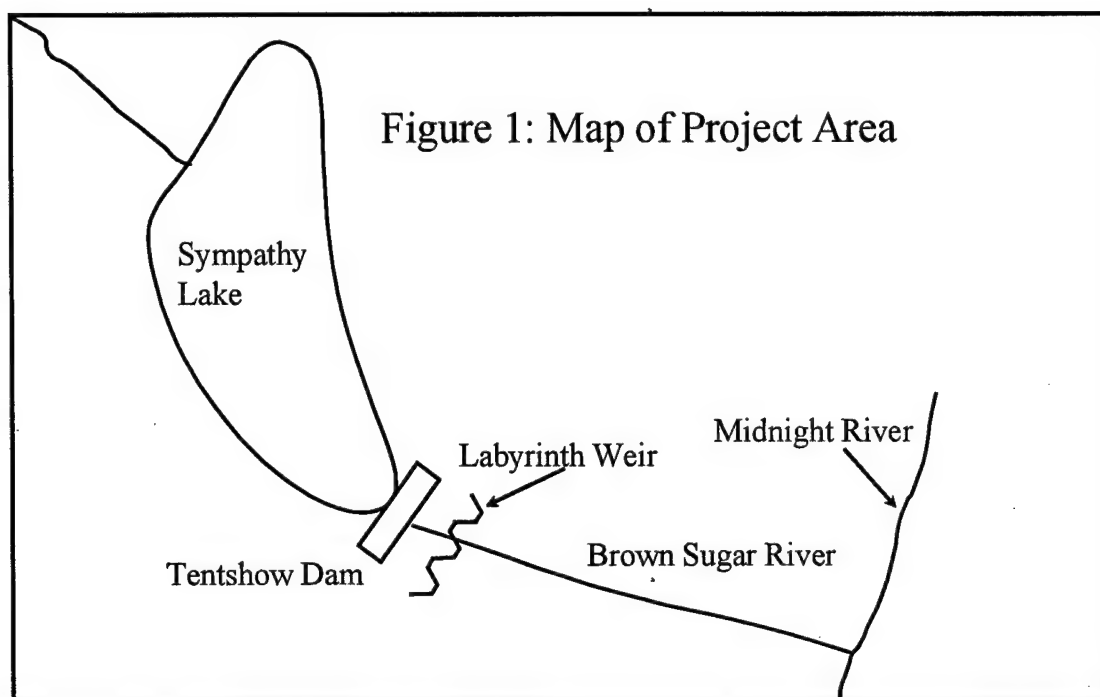 Figure 1: Map of Project Area
Sympathy
Lake
Labyrinth Weir
Midnight River
Tentshow Dam
Brown Sugar River